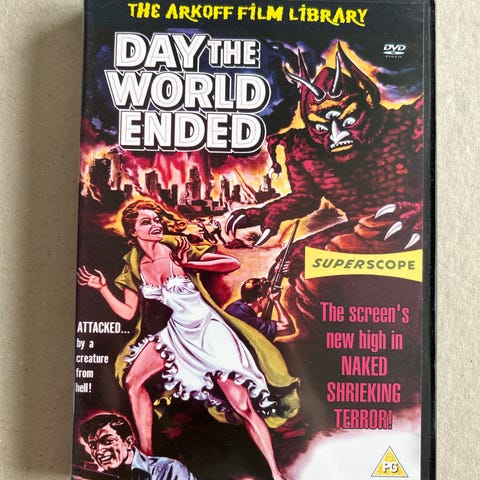 THE ARKOFF FILM LIBRARY
DAY THE
WORLD
ENDED
DVD
VIDEO
SUPERSCOPE
The screen's
new high in
NAKED
SHRIEKING
TERROR!
ATTACKED...
by a
creature
from
hell!
PG